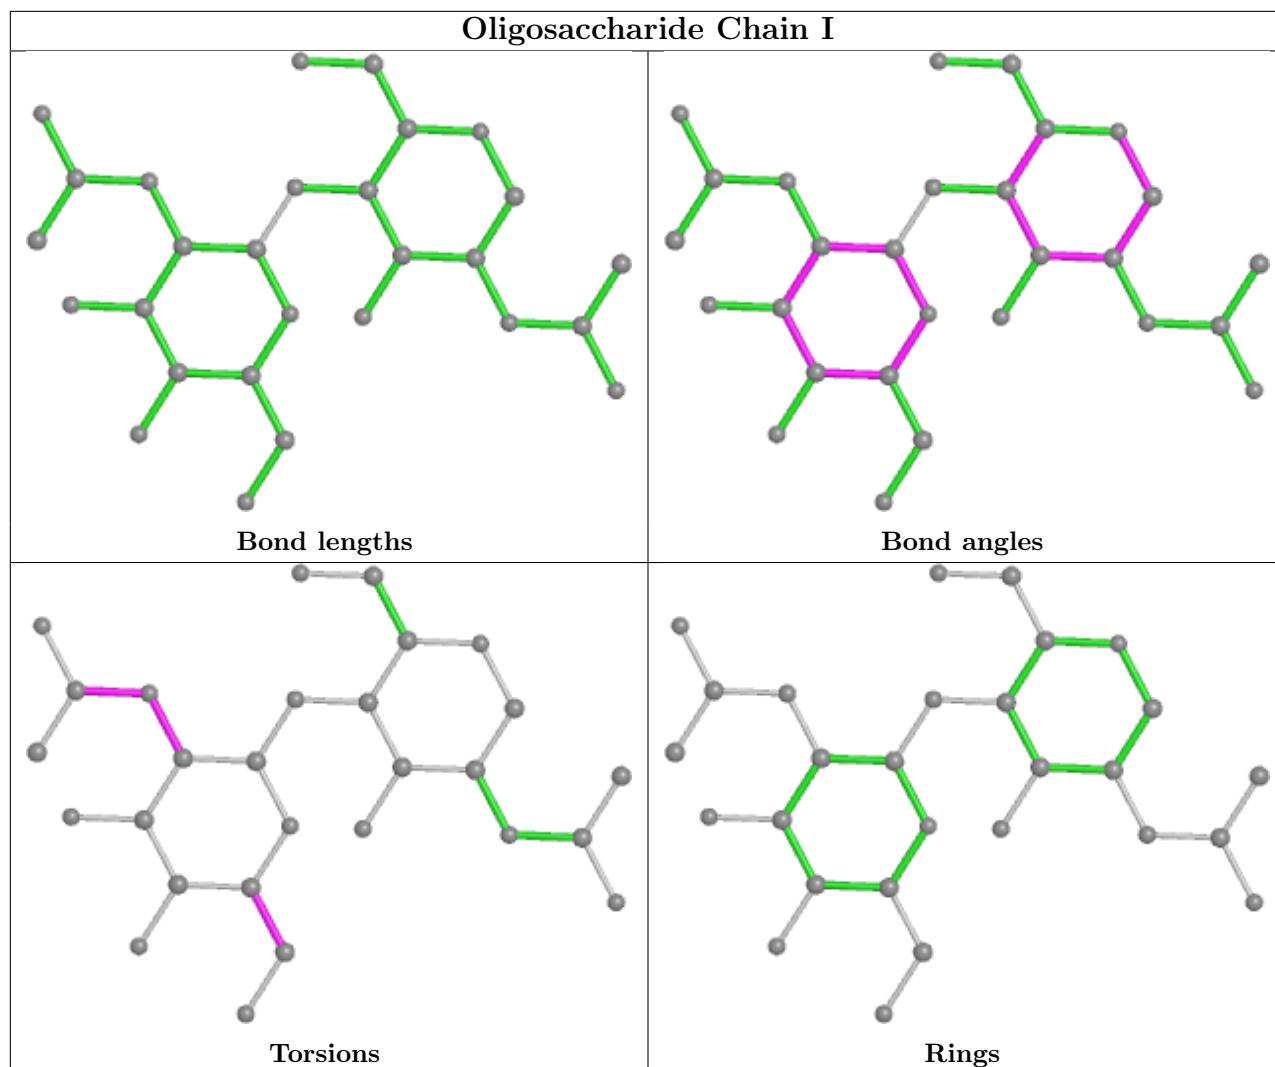 Oligosaccharide Chain I
Bond lengths
Bond angles
Torsions
Rings